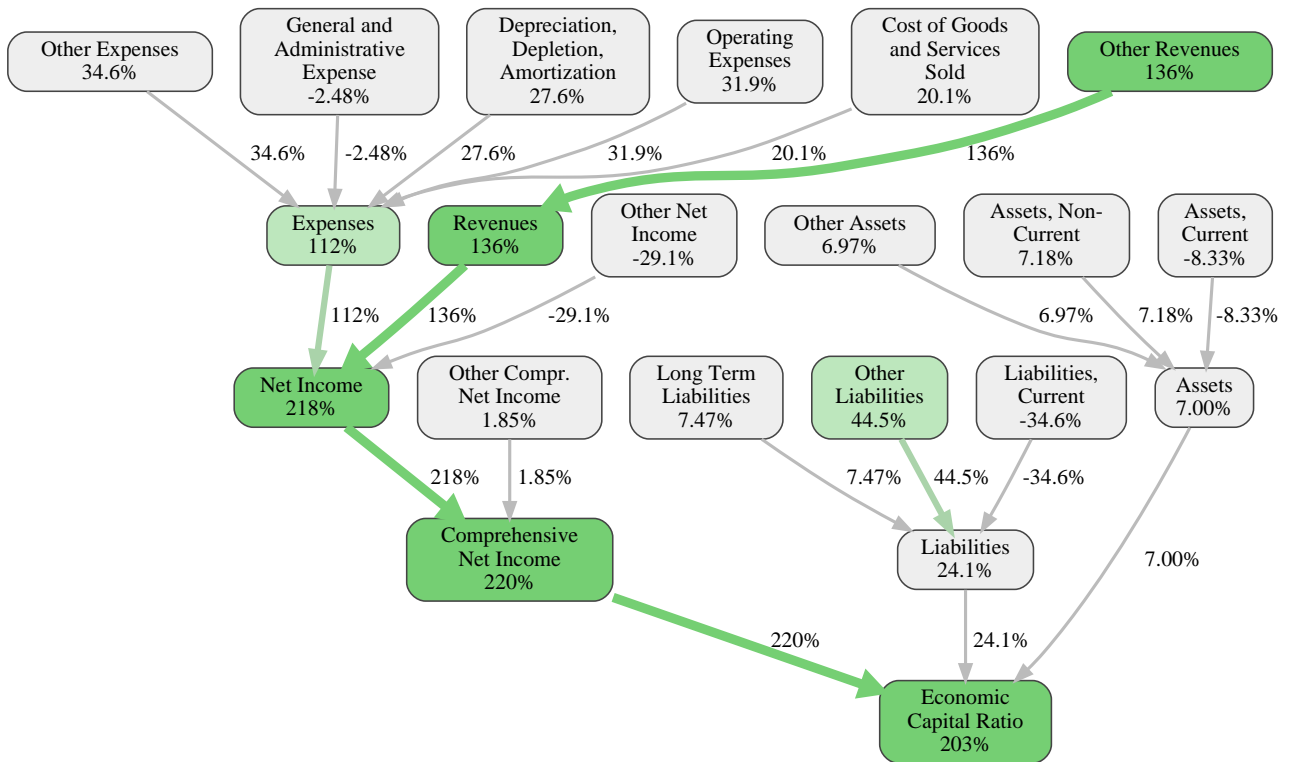 Other Expenses
34.6%
General and
Administrative
Expense
-2.48%
Depreciation,
Depletion,
Amortization
27.6%
Operating
Expenses
31.9%
Cost of Goods
and Services
Sold
20.1%
Other Revenues
136%
34.6%
-2.48%
27.6%
31.9%
20.1%
136%
Expenses
112%
Revenues
136%
Other Net
Income
-29.1%
Other Assets
6.97%
Assets, Non-
Current
7.18%
Assets,
Current
-8.33%
112%
136%
-29.1%
6.97%
7.18%
-8.33%
Net Income
218%
Other Compr.
Net Income
1.85%
Long Term
Liabilities
7.47%
Other
Liabilities
44.5%
Liabilities,
Current
-34.6%
Assets
7.00%
218%
1.85%
7.47%
44.5%
-34.6%
Comprehensive
Net Income
220%
Liabilities
24.1%
7.00%
220%
24.1%
Economic
Capital Ratio
203%